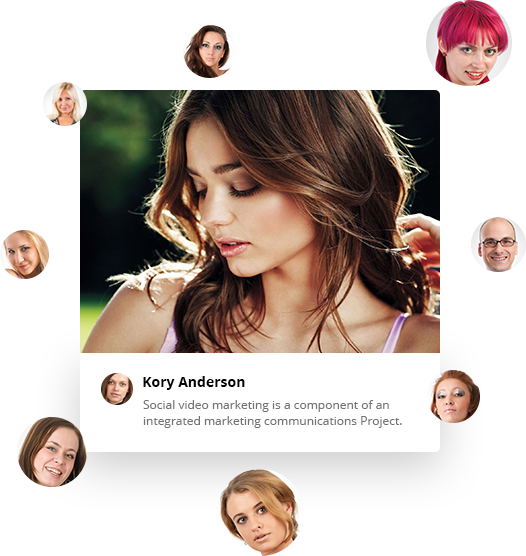 Kory Anderson
Social video marketing is a component of an
integrated marketing communications Project.